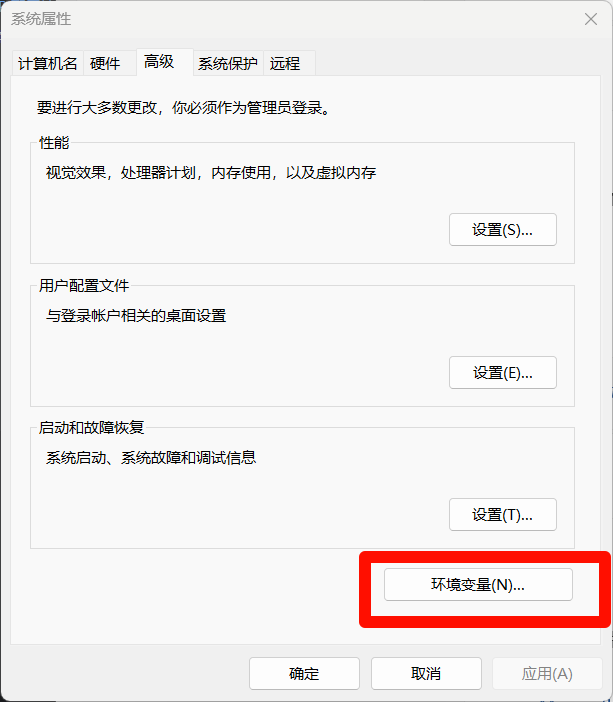 系统属性
计算机名 硬件 高级 系统保护 远程
要进行大多数更改，你必须作为管理员登录。
性能
视觉效果，处理器计划，内存使用，以及虚拟内存
设置(S)...
用户配置文件
与登录帐户相关的桌面设置
设置(E)...
启动和故障恢复
系统启动、系统故障和调试信息
设置(T)...
环境变量(N)...
确定 取消 应用(A)